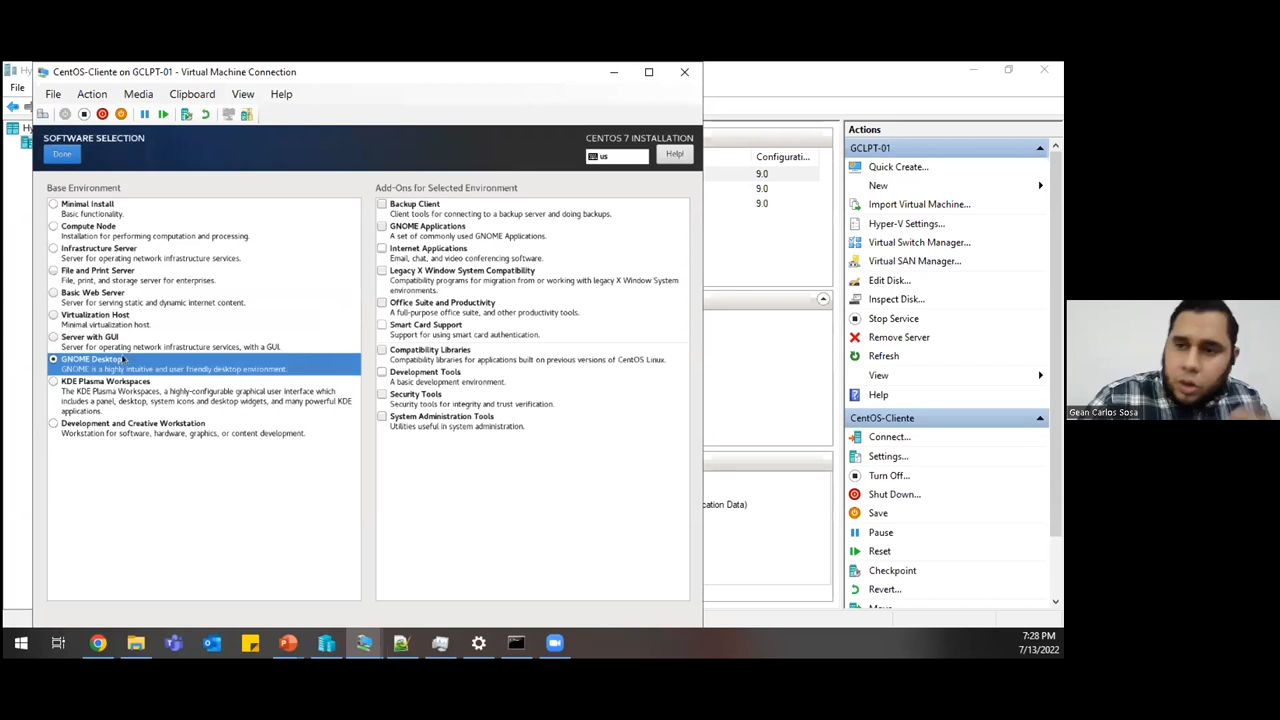 CentOS-Cliente on GCLPT-01 - Virtual Machine Connection
File Action Media Clipboard View Help
File
SOFTWARE SELECTION
Done
CENTOS 7 INSTALLATION
us
Help!
Base Environment
Minimal Install
Basic functionality.
Compute Node
Installation for performing computation and processing.
Infrastructure Server
Server for operating network infrastructure services.
File and Print Server
File, print, and storage server for enterprises.
Basic Web Server
Server for serving static and dynamic internet content.
Virtualization Host
Minimal virtualization host.
Server with GUI
Server for operating network infrastructure services, with a GUI.
GNOME Desktop
GNOME is a highly intuitive and user friendly desktop environment.
KDE Plasma Workspaces
The KDE Plasma Workspaces, a highly-configurable graphical user interface which
includes a panel, desktop, system icons and desktop widgets, and many powerful KDE
applications.
Development and Creative Workstation
Workstation for software, hardware, graphics, or content development.
Add-Ons for Selected Environment
Backup Client
Client tools for connecting to a backup server and doing backups.
GNOME Applications
A set of commonly used GNOME Applications.
Internet Applications
Email, chat, and video conferencing software.
Legacy X Window System Compatibility
Compatibility programs for migration from or working with legacy X Window System
environments.
Office Suite and Productivity
A full-purpose office suite, and other productivity tools.
Smart Card Support
Support for using smart card authentication.
Compatibility Libraries
Compatibility libraries for applications built on previous versions of CentOS Linux.
Development Tools
A basic development environment.
Security Tools
Security tools for integrity and trust verification.
System Administration Tools
Utilities useful in system administration.
Configurati...
9.0
9.0
9.0
cation Data)
Actions
GCLPT-01
Quick Create...
New
Import Virtual Machine...
Hyper-V Settings...
Virtual Switch Manager...
Virtual SAN Manager...
Edit Disk...
Inspect Disk...
Stop Service
Remove Server
Refresh
View
Help
CentOS-Cliente
Connect...
Settings...
Turn Off...
Shut Down...
Save
Pause
Reset
Checkpoint
Revert...
Gean Carlos Sosa
7:28 PM
7/13/2022